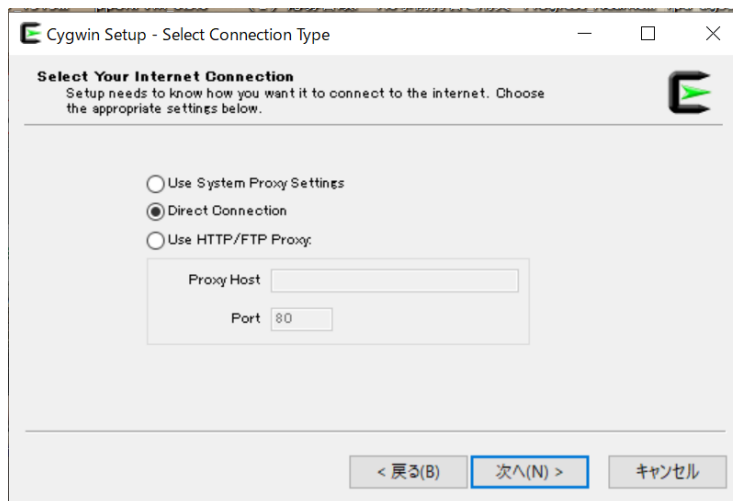 Cygwin Setup - Select Connection Type
Select Your Internet Connection
Setup needs to know how you want it to connect to the internet. Choose
the appropriate settings below.
Use System Proxy Settings
Direct Connection
Use HTTP/FTP Proxy:
Proxy Host
Port 80
< 戻る(B) 次へ(N) > キャンセル